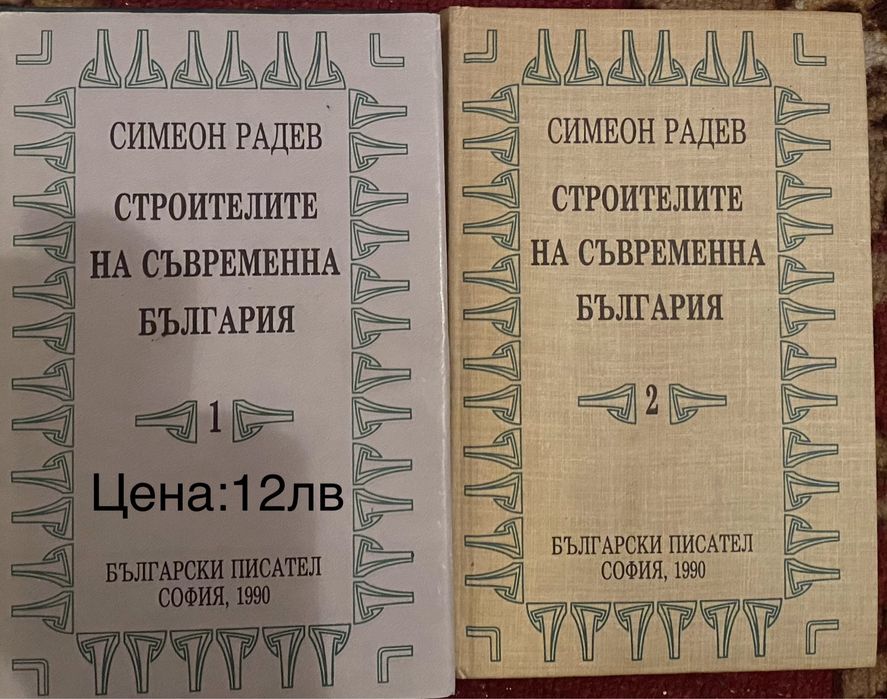 СИМЕОН РАДЕВ
СТРОИТЕЛИТЕ
НА СЪВРЕМЕННА
БЪЛГАРИЯ
1
Цена:12лв
БЪЛГАРСКИ ПИСАТЕЛ
СОФИЯ, 1990
СИМЕОН РАДЕВ
СТРОИТЕЛИТЕ
НА СЪВРЕМЕННА
БЪЛГАРИЯ
2
БЪЛГАРСКИ ПИСАТЕЛ
СОФИЯ, 1990